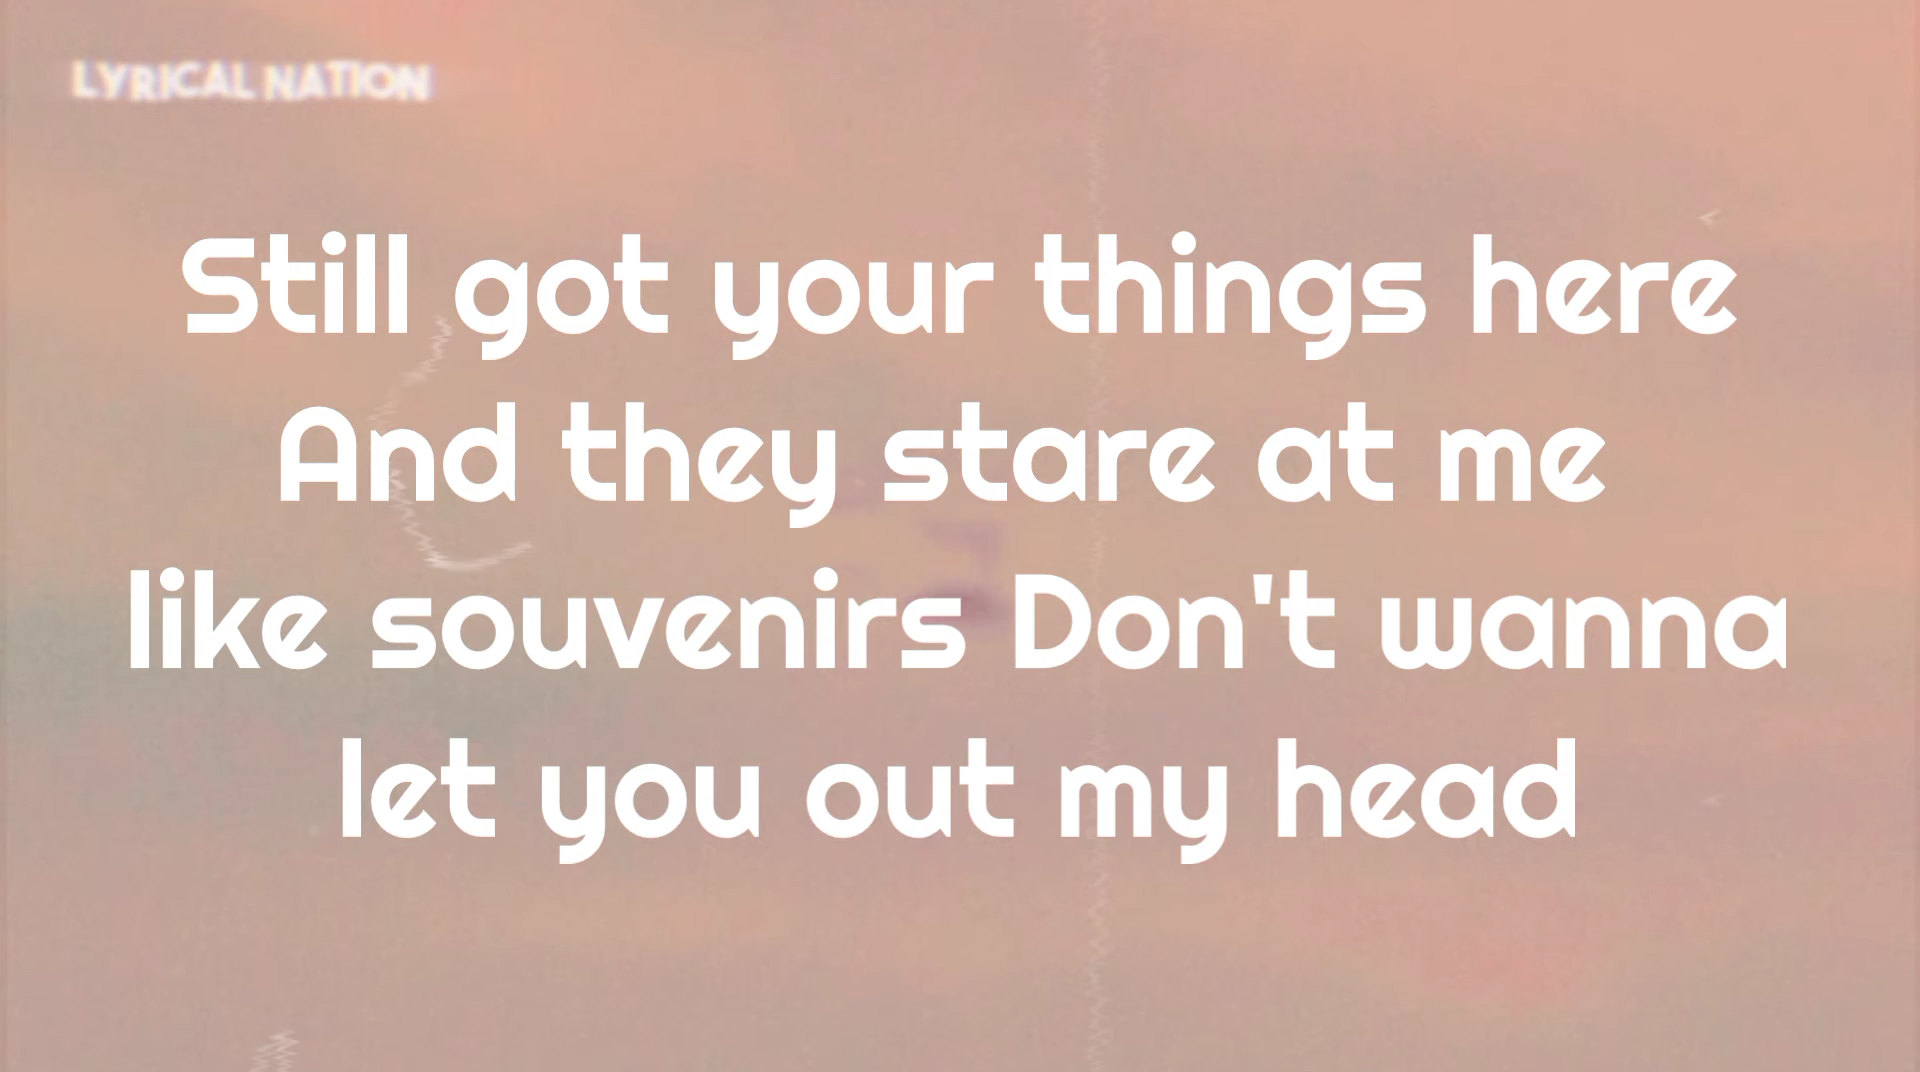 LYRICAL NATION
Still got your things here
And they stare at me
like souvenirs Don't wanna
let you out my head